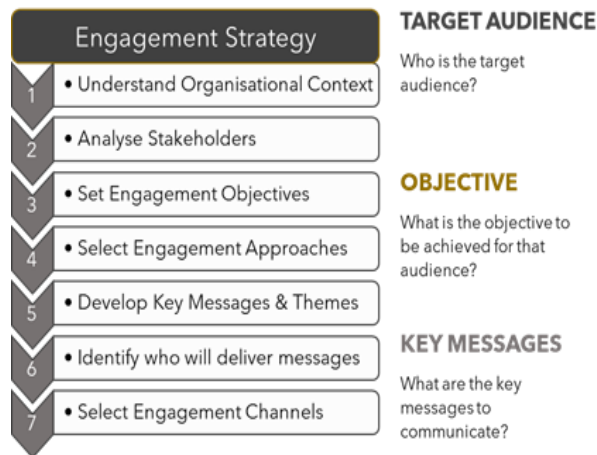 Engagement Strategy
1 • Understand Organisational Context
2 • Analyse Stakeholders
3 • Set Engagement Objectives
4 • Select Engagement Approaches
5 • Develop Key Messages & Themes
6 • Identify who will deliver messages
7 • Select Engagement Channels
TARGET AUDIENCE
Who is the target
audience?
OBJECTIVE
What is the objective to
be achieved for that
audience?
KEY MESSAGES
What are the key
messages to
communicate?